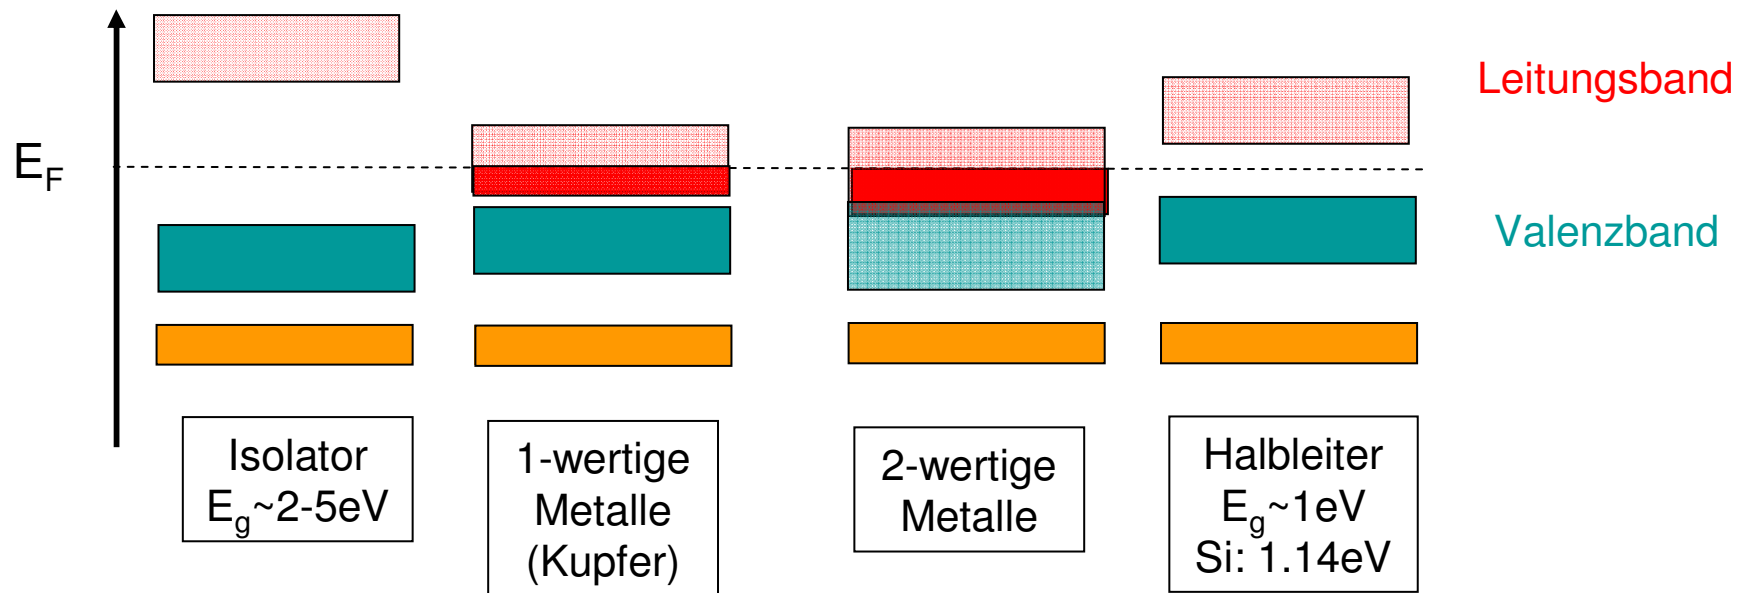 Leitungsband
E_F
Valenzband
Isolator
E_g~2-5eV
1-wertige
Metalle
(Kupfer)
2-wertige
Metalle
Halbleiter
E_g~1eV
Si: 1.14eV